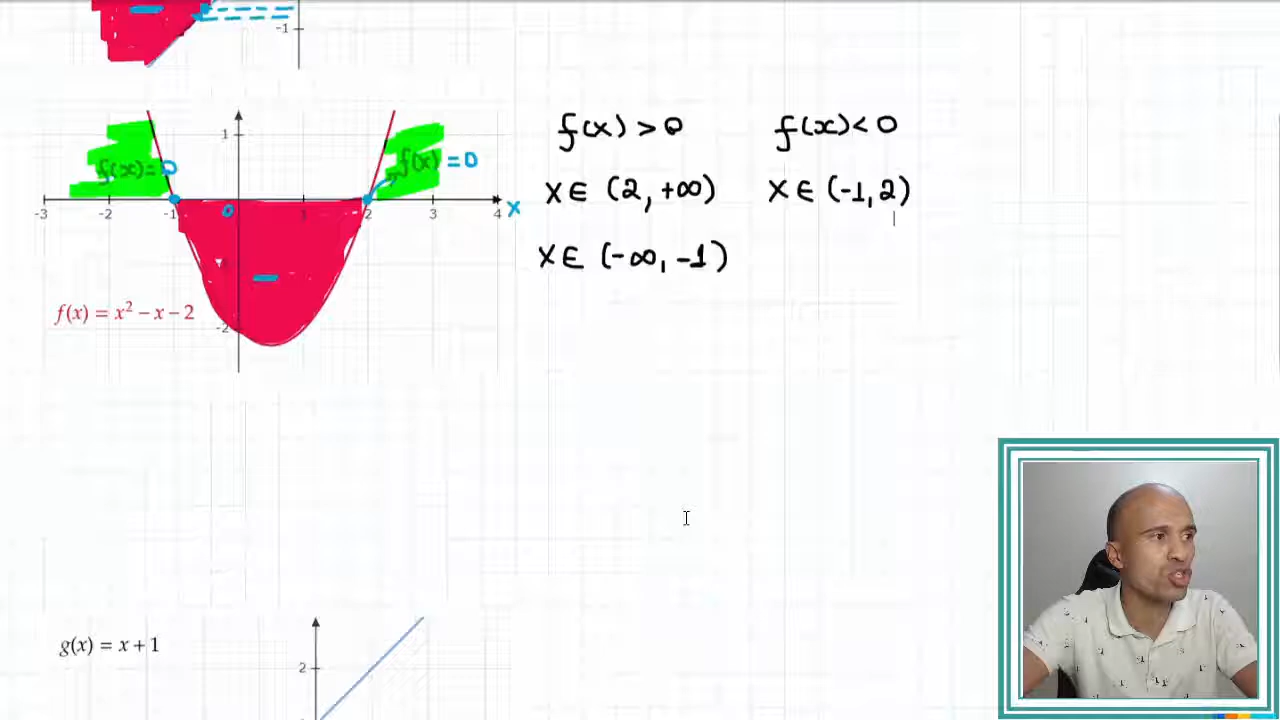 -1
f(x) > 0
f(x) < 0
1
f(x) = 0
f(x) = 0
x ∈ (2, +∞)
x ∈ (-1, 2)
-3 -2 -1 0 1 2 3 4 x
x ∈ (-∞, -1)
f(x) = x² − x − 2
-2
g(x) = x + 1
2